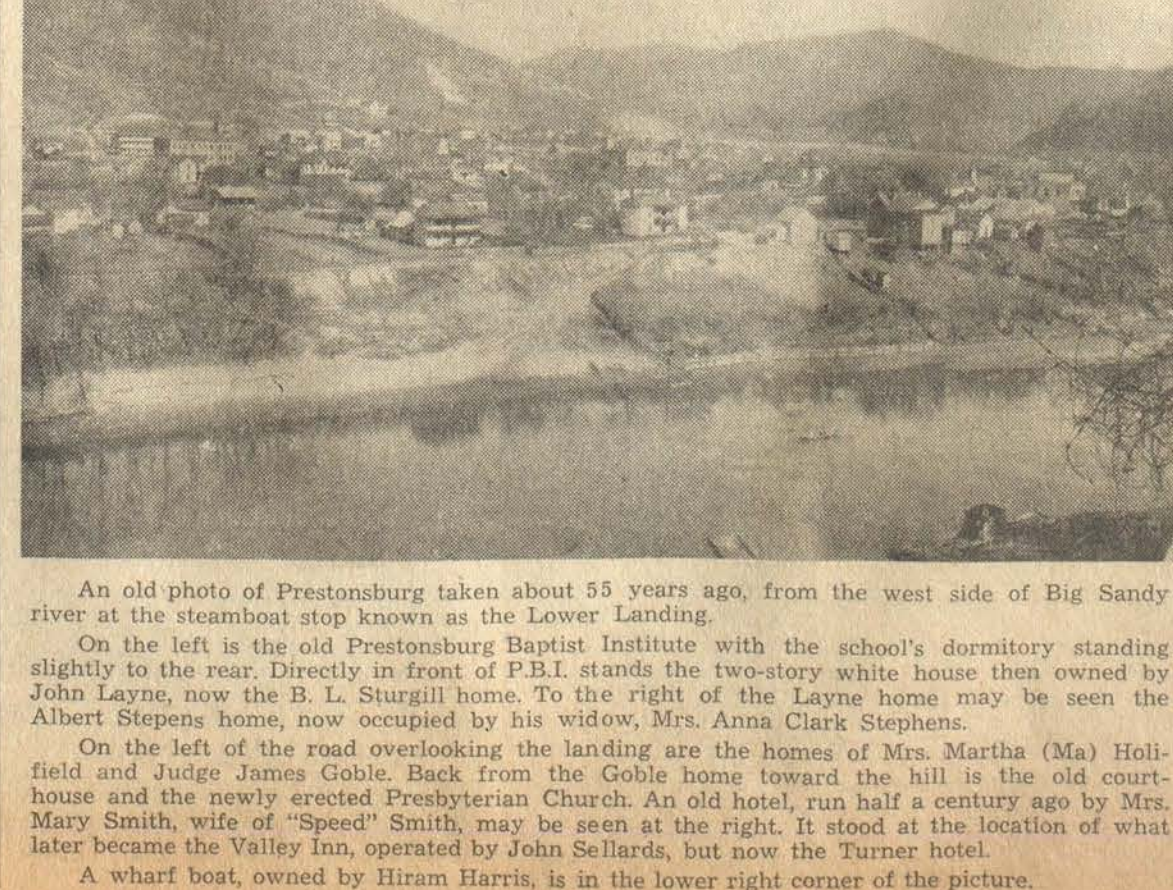 An old photo of Prestonsburg taken about 55 years ago, from the west side of Big Sandy
river at the steamboat stop known as the Lower Landing.
On the left is the old Prestonsburg Baptist Institute with the school's dormitory standing
slightly to the rear. Directly in front of P.B.I. stands the two-story white house then owned by
John Layne, now the B. L. Sturgill home. To the right of the Layne home may be seen the
Albert Stepens home, now occupied by his widow, Mrs. Anna Clark Stephens.
On the left of the road overlooking the landing are the homes of Mrs. Martha (Ma) Holi-
field and Judge James Goble. Back from the Goble home toward the hill is the old court-
house and the newly erected Presbyterian Church. An old hotel, run half a century ago by Mrs.
Mary Smith, wife of "Speed" Smith, may be seen at the right. It stood at the location of what
later became the Valley Inn, operated by John Sellards, but now the Turner hotel.
A wharf boat, owned by Hiram Harris, is in the lower right corner of the picture.